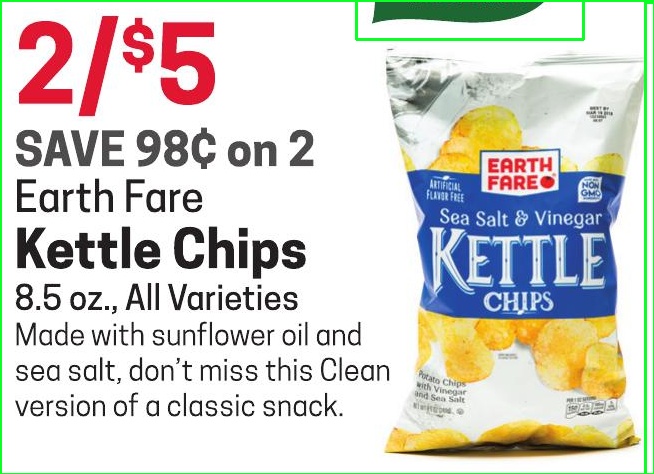 2/$5
SAVE 98¢ on 2
Earth Fare
Kettle Chips
8.5 oz., All Varieties
Made with sunflower oil and
sea salt, don't miss this Clean
version of a classic snack.
EARTH
FARE
ARTIFICIAL
FLAVOR FREE
NON
GMO
Sea Salt & Vinegar
KETTLE
CHIPS
Potato Chips
with Vinegar
and Sea Salt